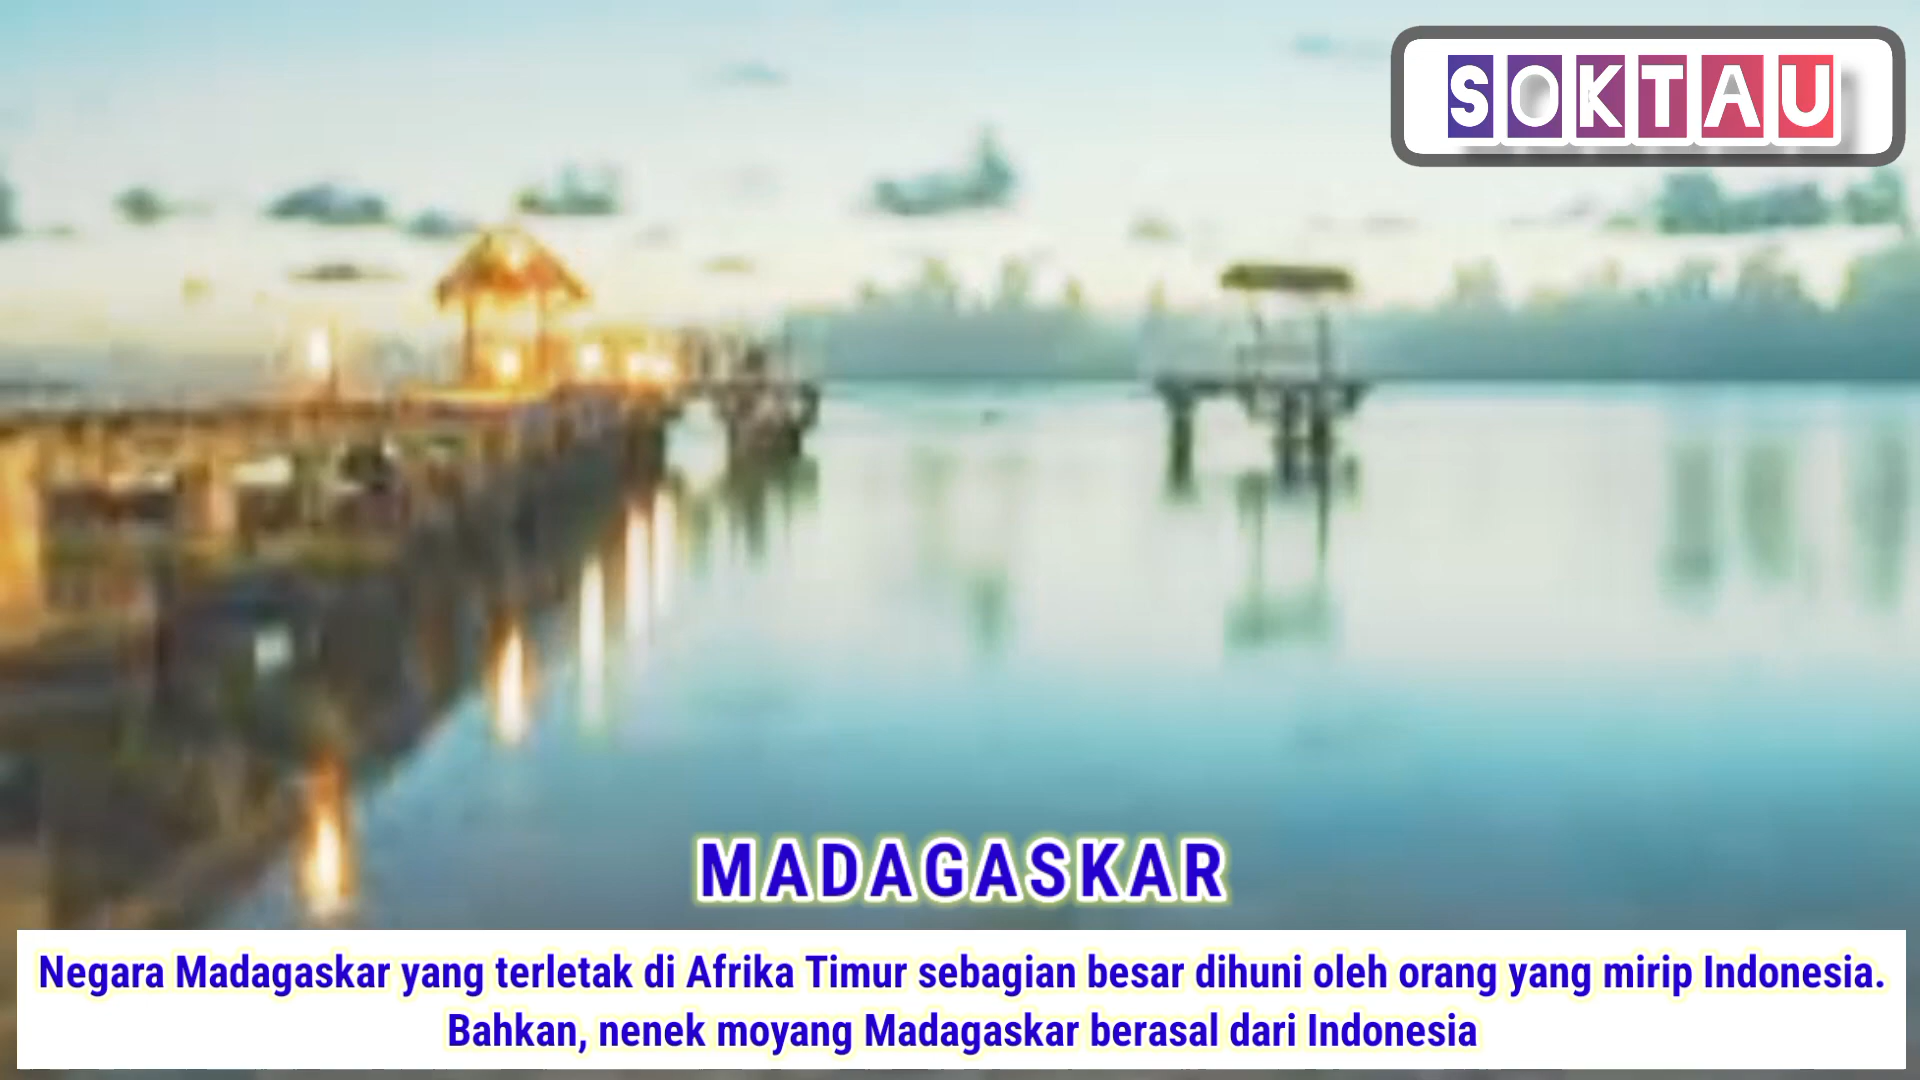 SOKTAU
MADAGASKAR
Negara Madagaskar yang terletak di Afrika Timur sebagian besar dihuni oleh orang yang mirip Indonesia.
Bahkan, nenek moyang Madagaskar berasal dari Indonesia